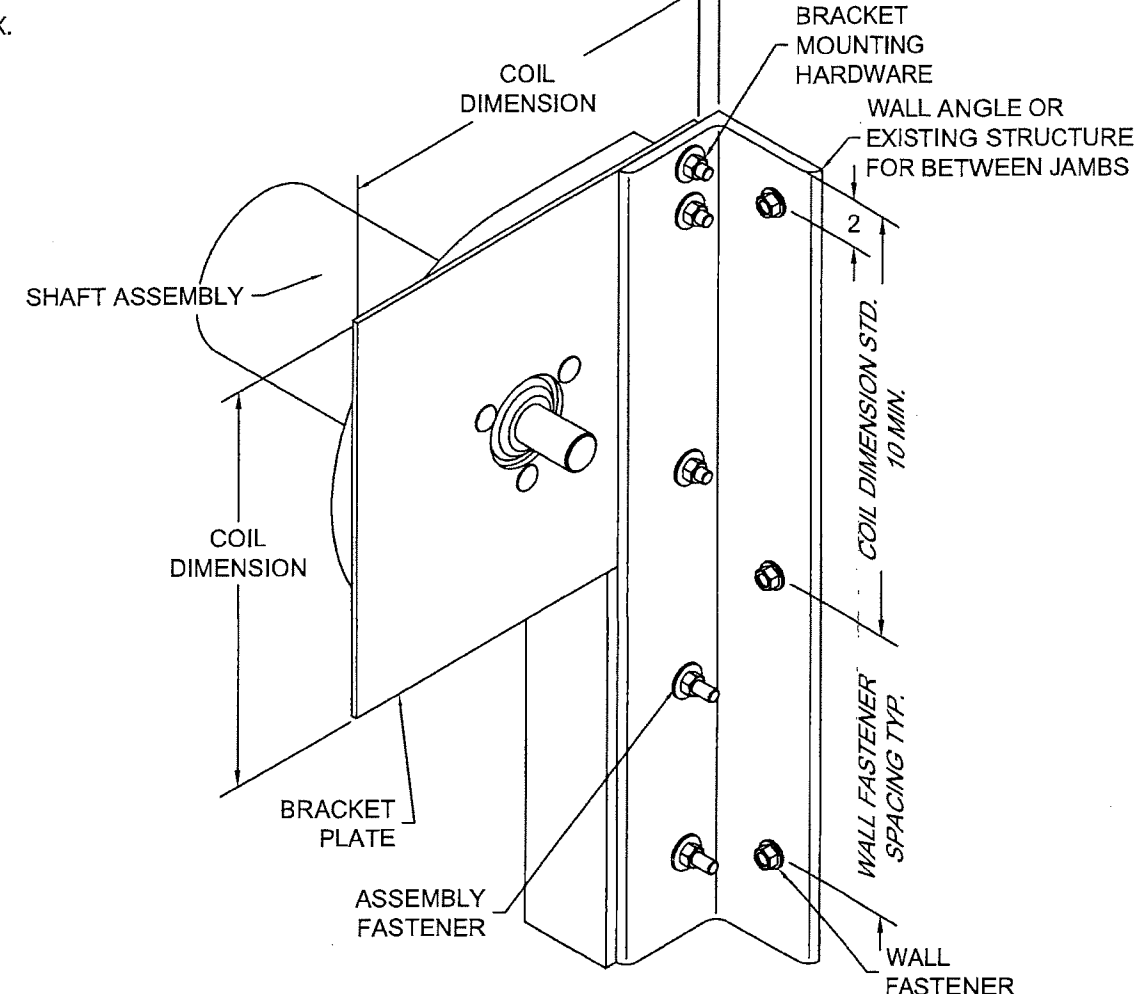 X.
BRACKET
MOUNTING
HARDWARE
COIL
DIMENSION
WALL ANGLE OR
EXISTING STRUCTURE
FOR BETWEEN JAMBS
2
SHAFT ASSEMBLY
COIL DIMENSION STD.
10 MIN.
COIL
DIMENSION
WALL FASTENER
SPACING TYP.
BRACKET
PLATE
ASSEMBLY
FASTENER
WALL
FASTENER